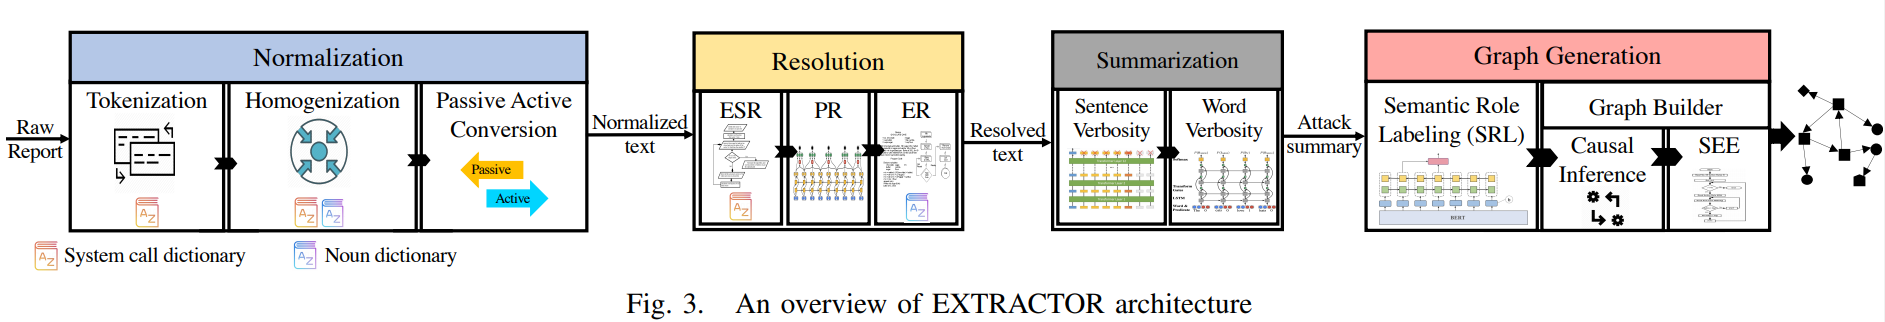 Normalization
Tokenization
Homogenization
Passive Active
Conversion
Passive
Active
Raw
Report
System call dictionary
Noun dictionary
Normalized
text
Resolution
ESR
PR
ER
Resolved
text
Summarization
Sentence
Verbosity
Word
Verbosity
Attack
summary
Graph Generation
Semantic Role
Labeling (SRL)
BERT
Graph Builder
Causal
Inference
SEE
Fig. 3. An overview of EXTRACTOR architecture